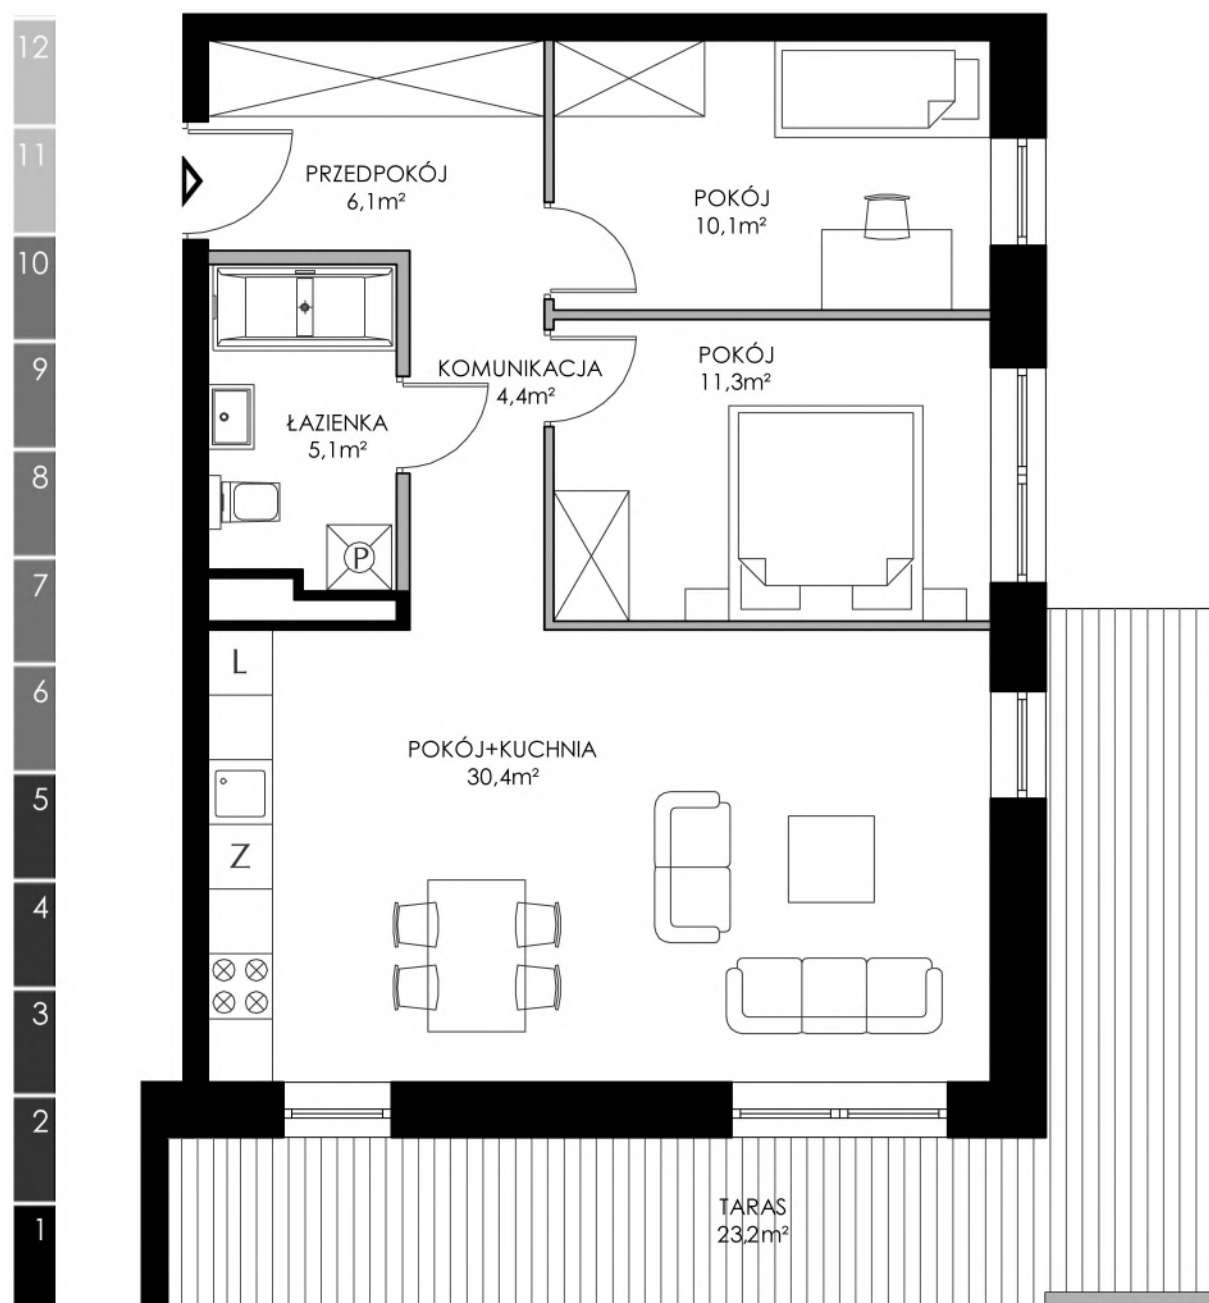 12
11
10
9
8
7
6
5
4
3
2
1
PRZEDPOKÓJ
6,1m²
POKÓJ
10,1m²
KOMUNIKACJA
4,4m²
POKÓJ
11,3m²
ŁAZIENKA
5,1m²
P
L
POKÓJ+KUCHNIA
30,4m²
Z
TARAS
23,2m²